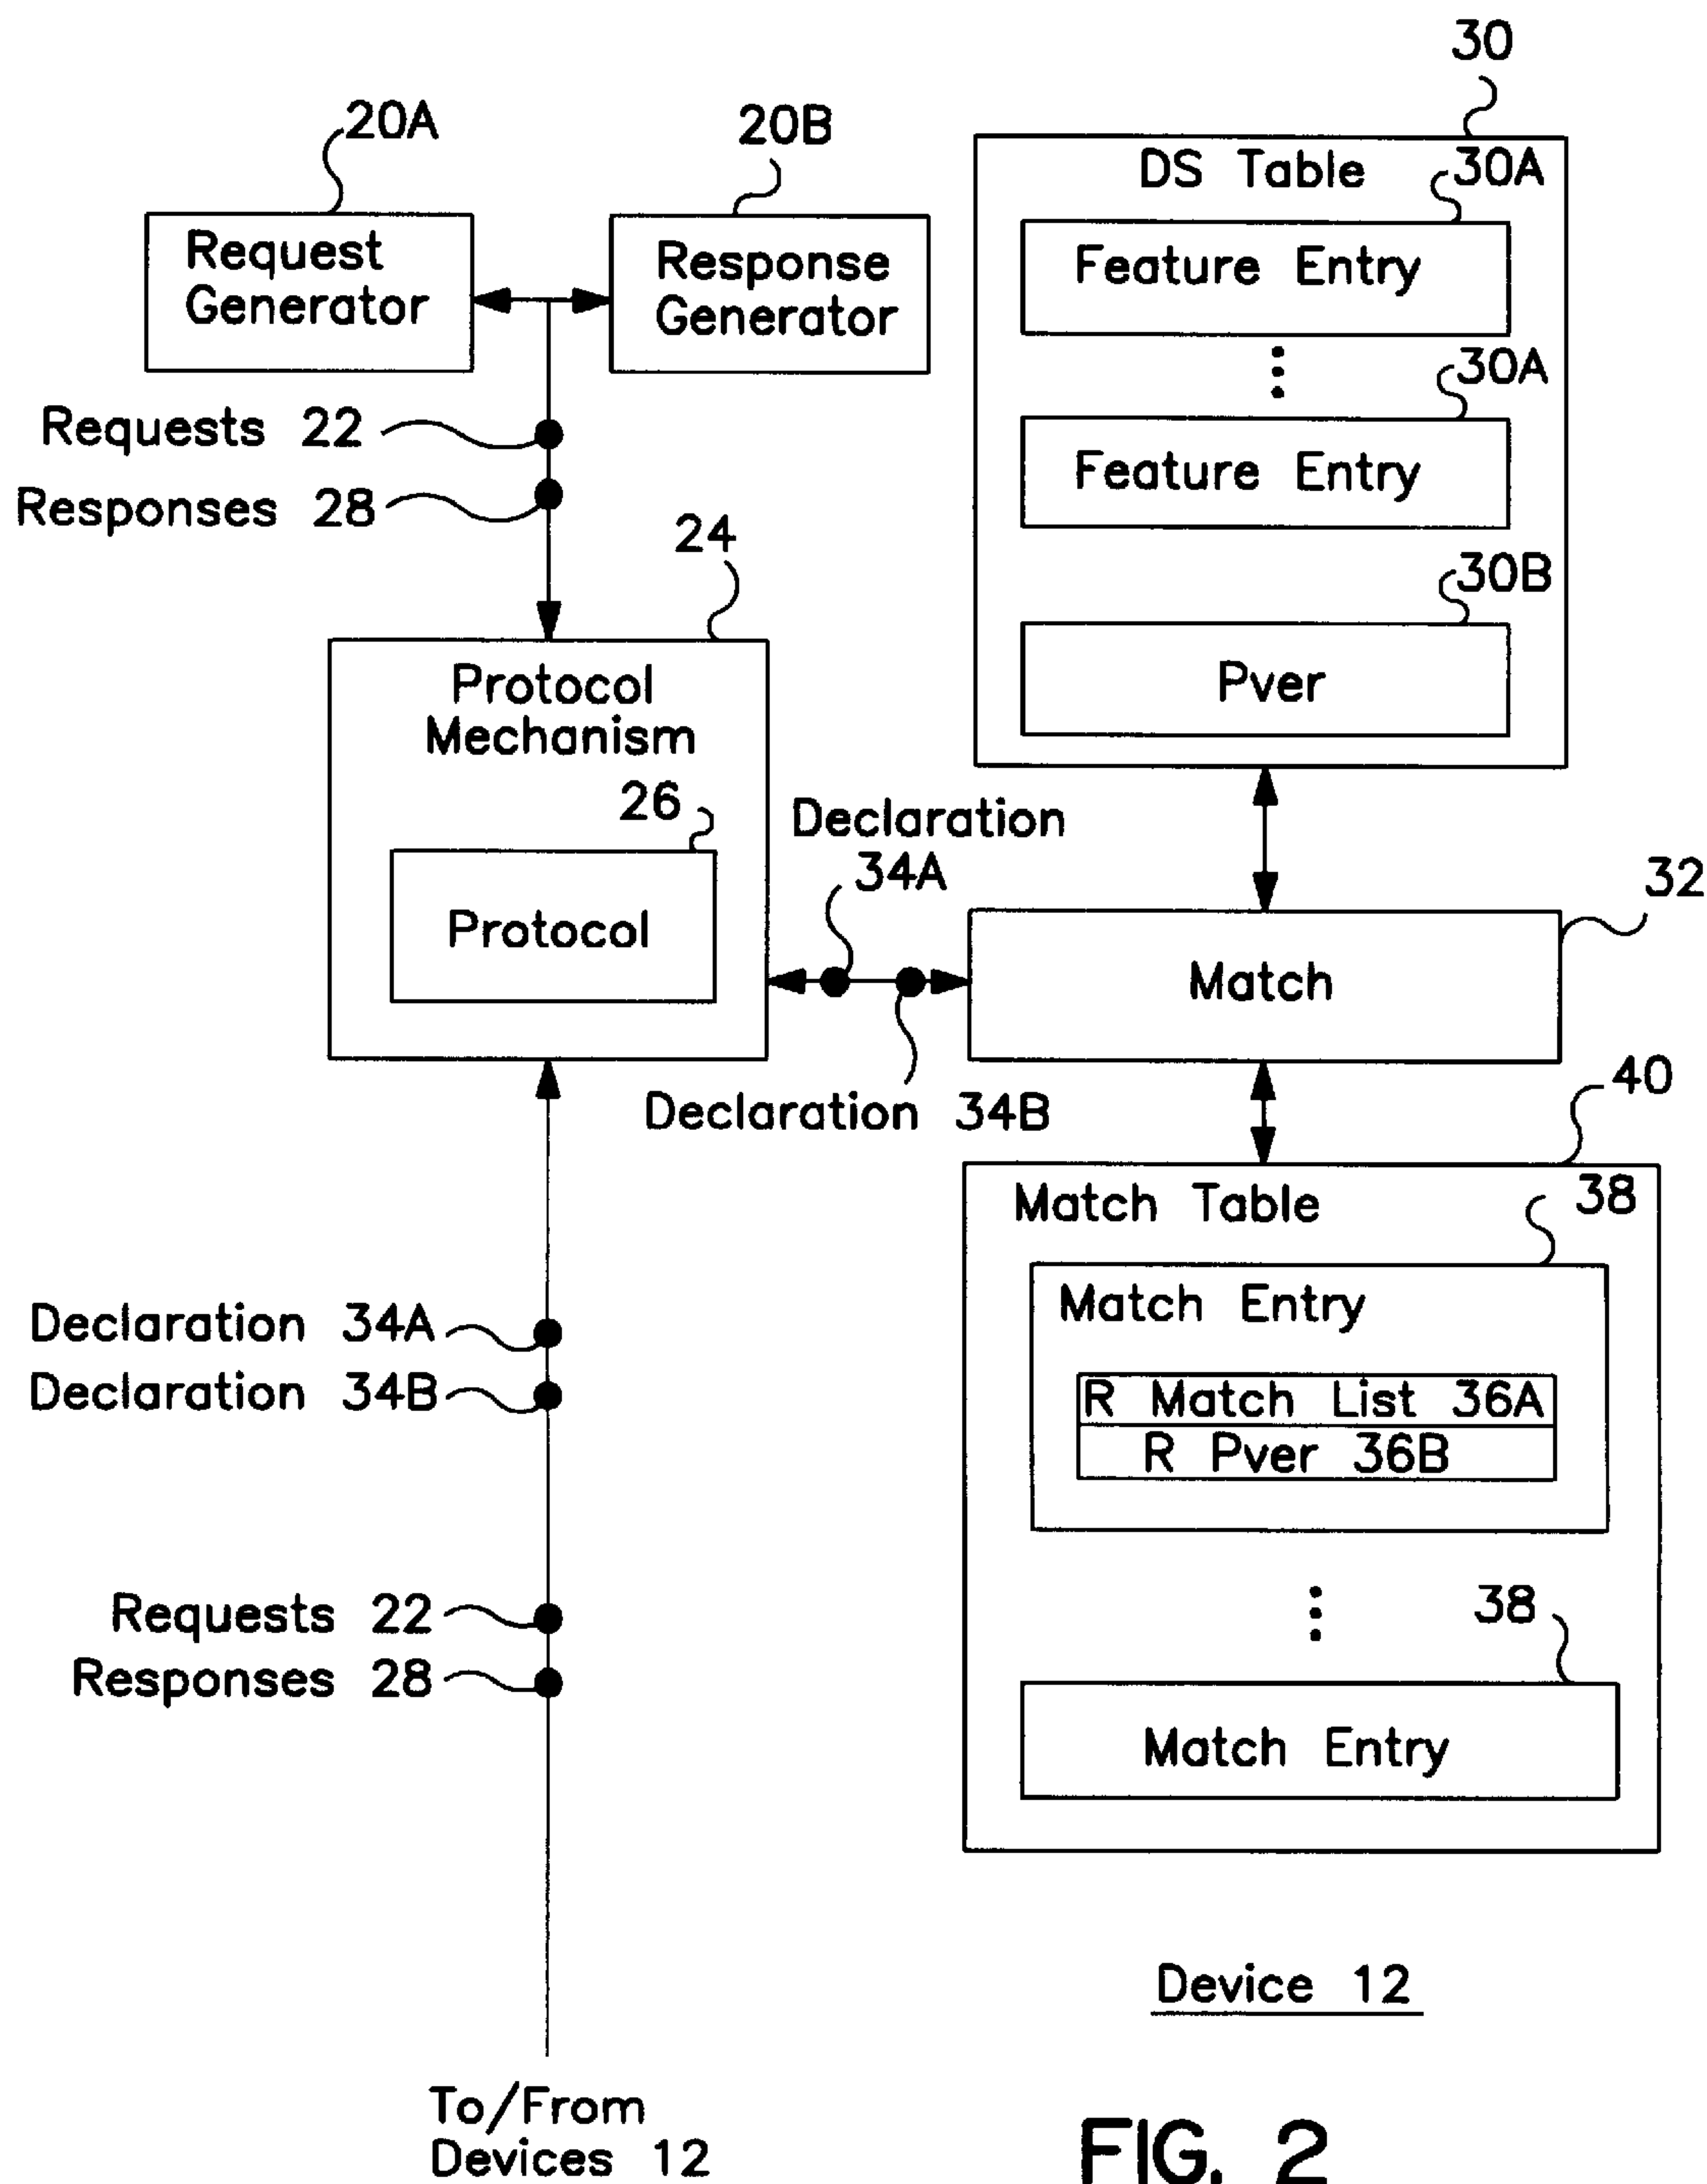 30
20A
20B
DS Table
30A
Request
Generator
Response
Generator
Feature Entry
30A
Requests 22
Feature Entry
Responses 28
24
30B
Protocol
Mechanism
Pver
26
Declaration
34A
32
Protocol
Match
40
Declaration 34B
Match Table
38
Match Entry
Declaration 34A
Declaration 34B
R Match List 36A
R Pver 36B
Requests 22
38
Responses 28
Match Entry
Device 12
To/From
Devices 12
FIG. 2